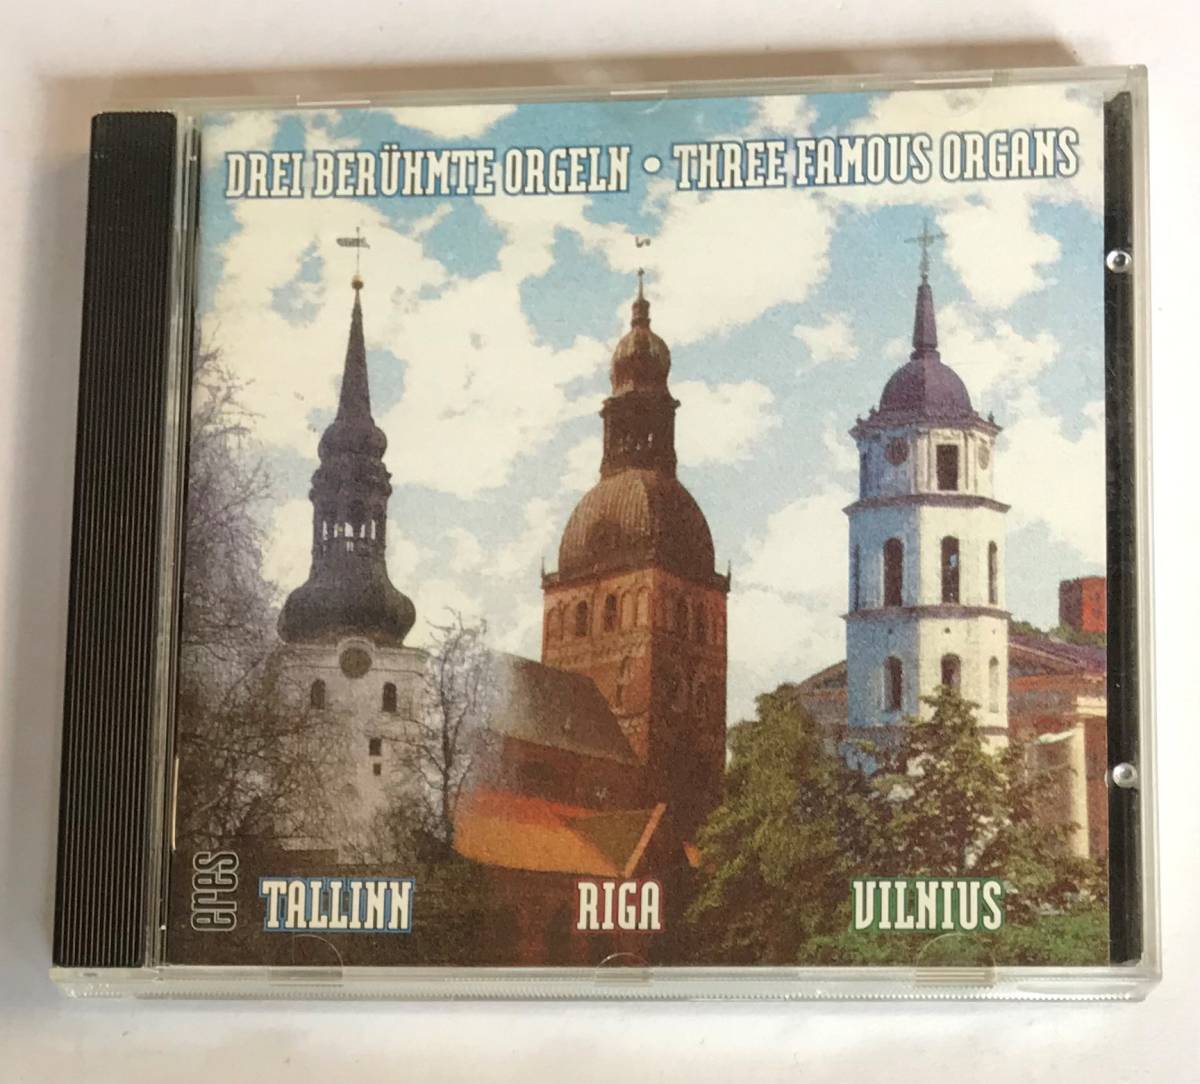 DREI BERÜHMTE ORGELN • THREE FAMOUS ORGANS
eres
TALLINN
RIGA
VILNIUS